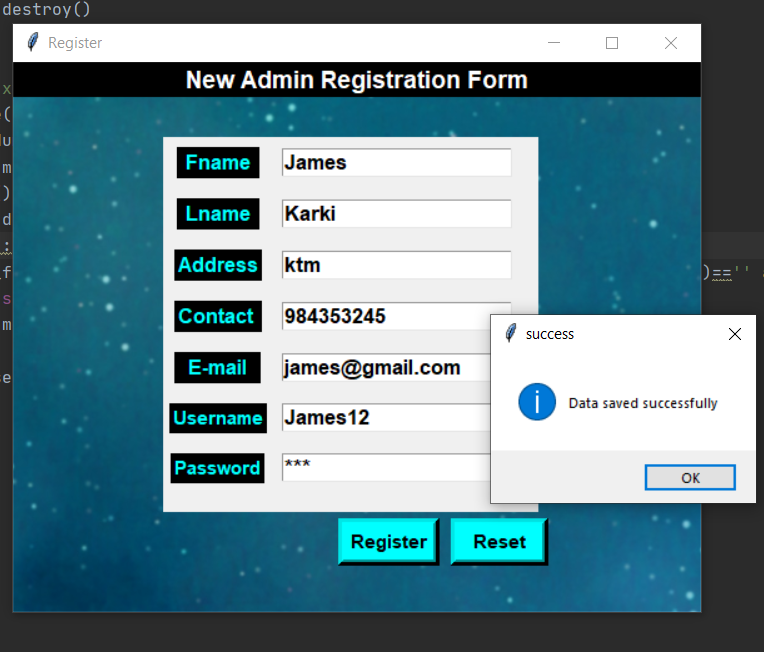 destroy()
Register
New Admin Registration Form
Fname James
Lname Karki
Address ktm
Contact 984353245
E-mail james@gmail.com
Username James12
Password ***
)==''
success
Data saved successfully
OK
Register Reset